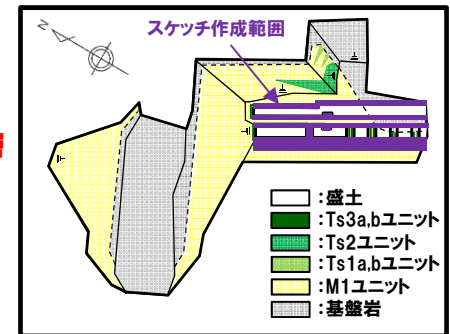 スケッチ作成範囲
N
:盛土
:Ts3a,bユニット
:Ts2ユニット
:Ts1a,bユニット
:M1ユニット
:基盤岩